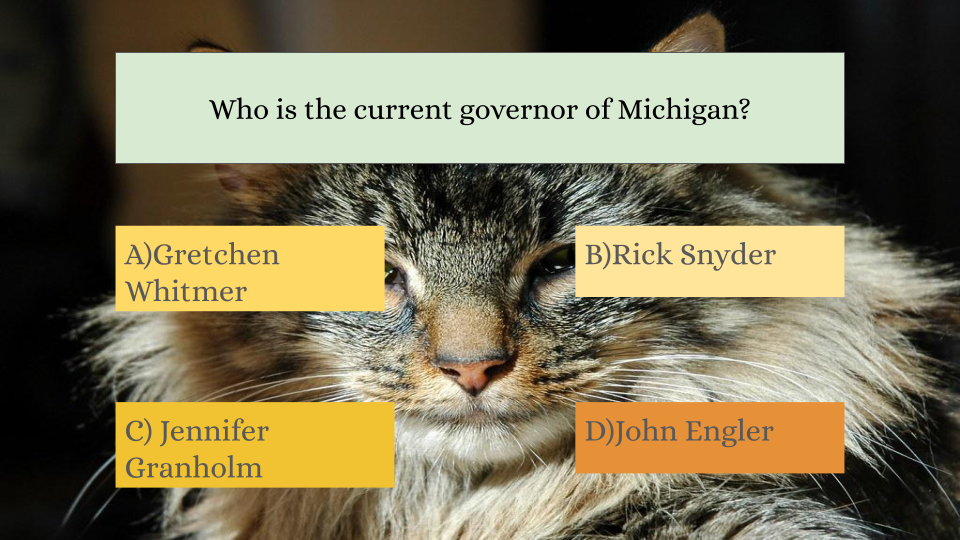 Who is the current governor of Michigan?
A)Gretchen
Whitmer
B)Rick Snyder
C) Jennifer
Granholm
D)John Engler